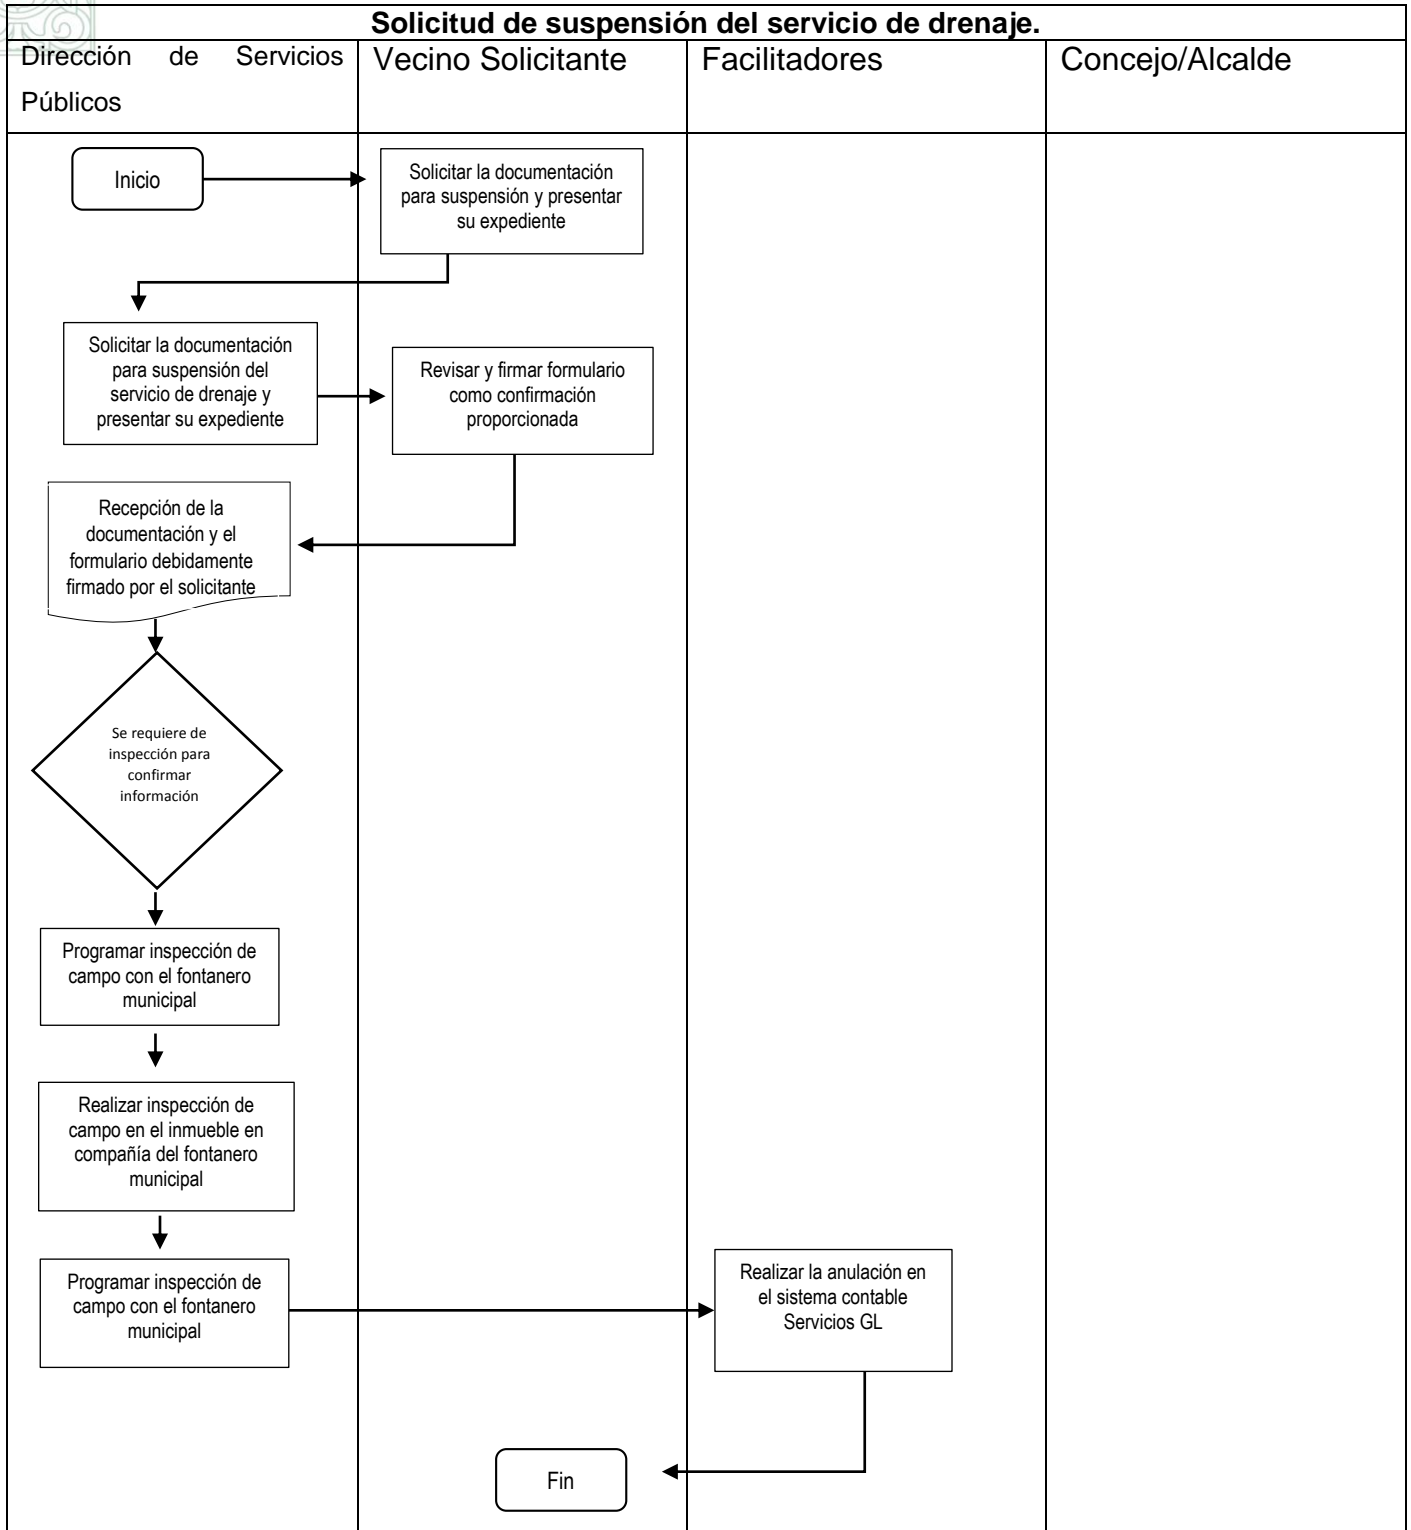 Solicitud de suspensión del servicio de drenaje.
Dirección de Servicios
Públicos
Vecino Solicitante
Facilitadores
Concejo/Alcalde
Inicio
Solicitar la documentación
para suspensión y presentar
su expediente
Solicitar la documentación
para suspensión del
servicio de drenaje y
presentar su expediente
Revisar y firmar formulario
como confirmación
proporcionada
Recepción de la
documentación y el
formulario debidamente
firmado por el solicitante
Se requiere de
inspección para
confirmar
información
Programar inspección de
campo con el fontanero
municipal
Realizar inspección de
campo en el inmueble en
compañía del fontanero
municipal
Programar inspección de
campo con el fontanero
municipal
Realizar la anulación en
el sistema contable
Servicios GL
Fin